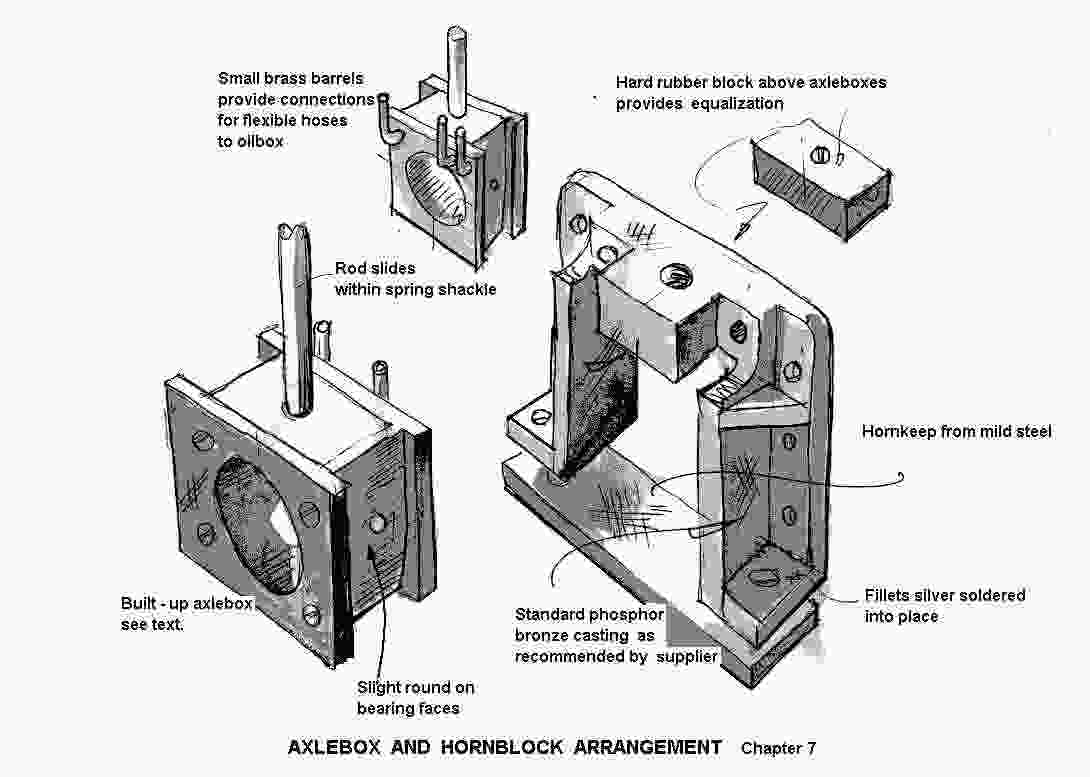 Small brass barrels
provide connections
for flexible hoses
to oilbox
Hard rubber block above axleboxes
provides equalization
Rod slides
within spring shackle
Hornkeep from mild steel
Built - up axlebox
see text.
Standard phosphor
bronze casting as
recommended by supplier
Fillets silver soldered
into place
Slight round on
bearing faces
AXLEBOX AND HORNBLOCK ARRANGEMENT Chapter 7